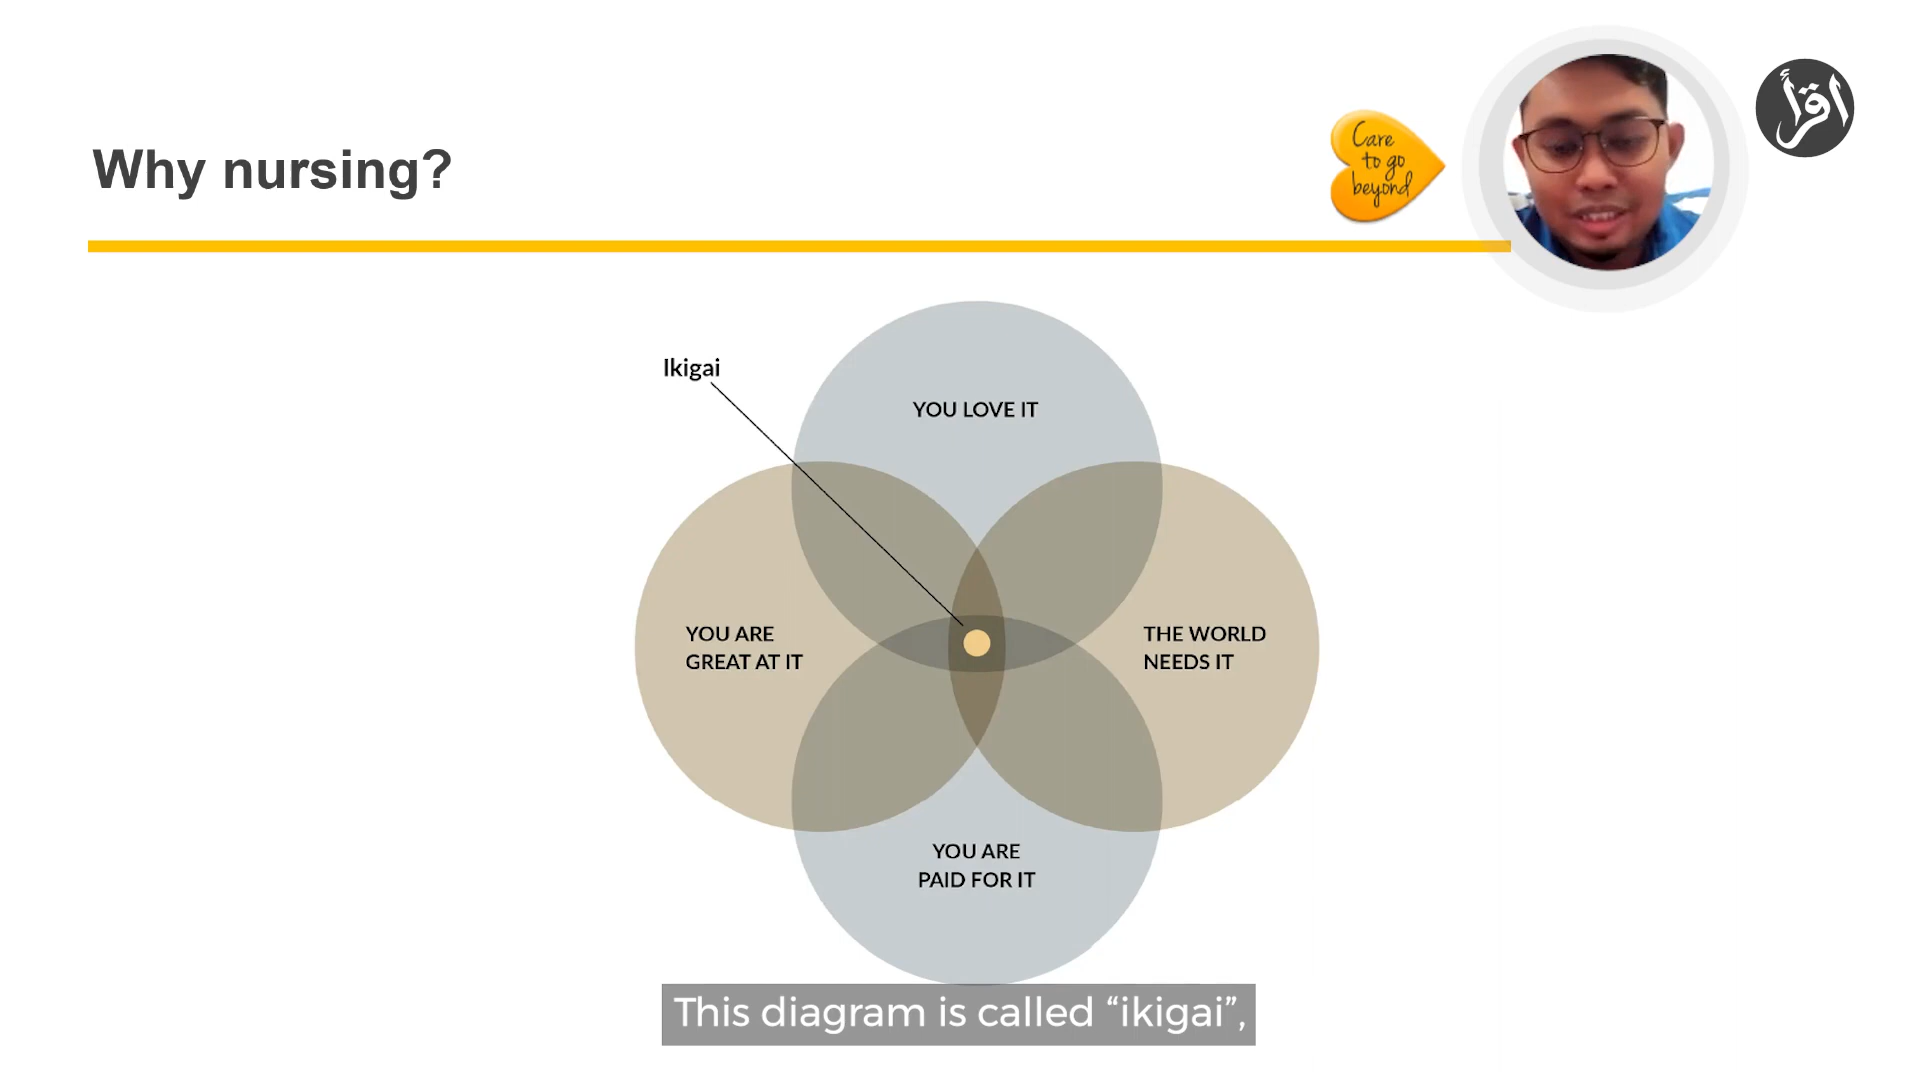 Why nursing?
Care
to go
beyond
اقرأ
Ikigai
YOU LOVE IT
YOU ARE
GREAT AT IT
THE WORLD
NEEDS IT
YOU ARE
PAID FOR IT
This diagram is called “ikigai”,